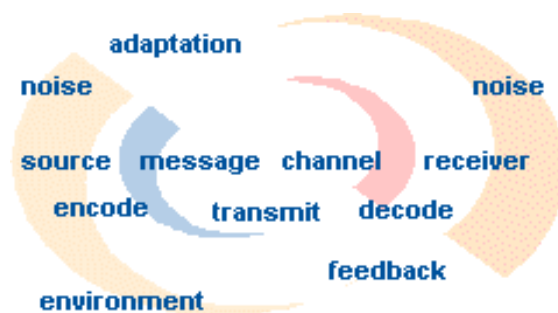 adaptation
noise noise
source message channel receiver
encode transmit decode
feedback
environment